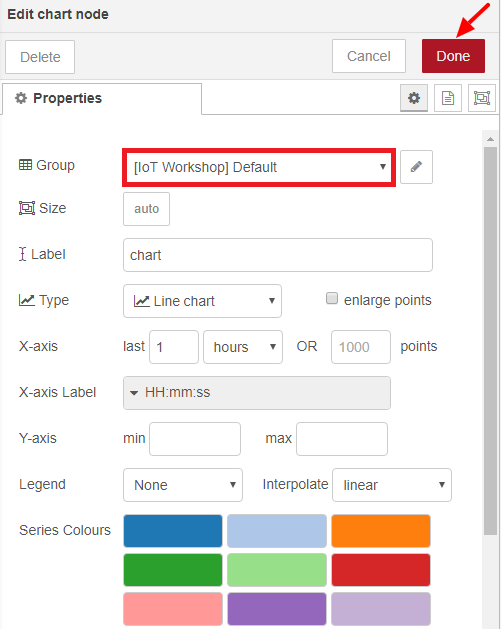 Edit chart node
Delete Cancel Done
Properties
Group [IoT Workshop] Default
Size auto
Label chart
Type Line chart enlarge points
X-axis last 1 hours OR 1000 points
X-axis Label HH:mm:ss
Y-axis min max
Legend None Interpolate linear
Series Colours